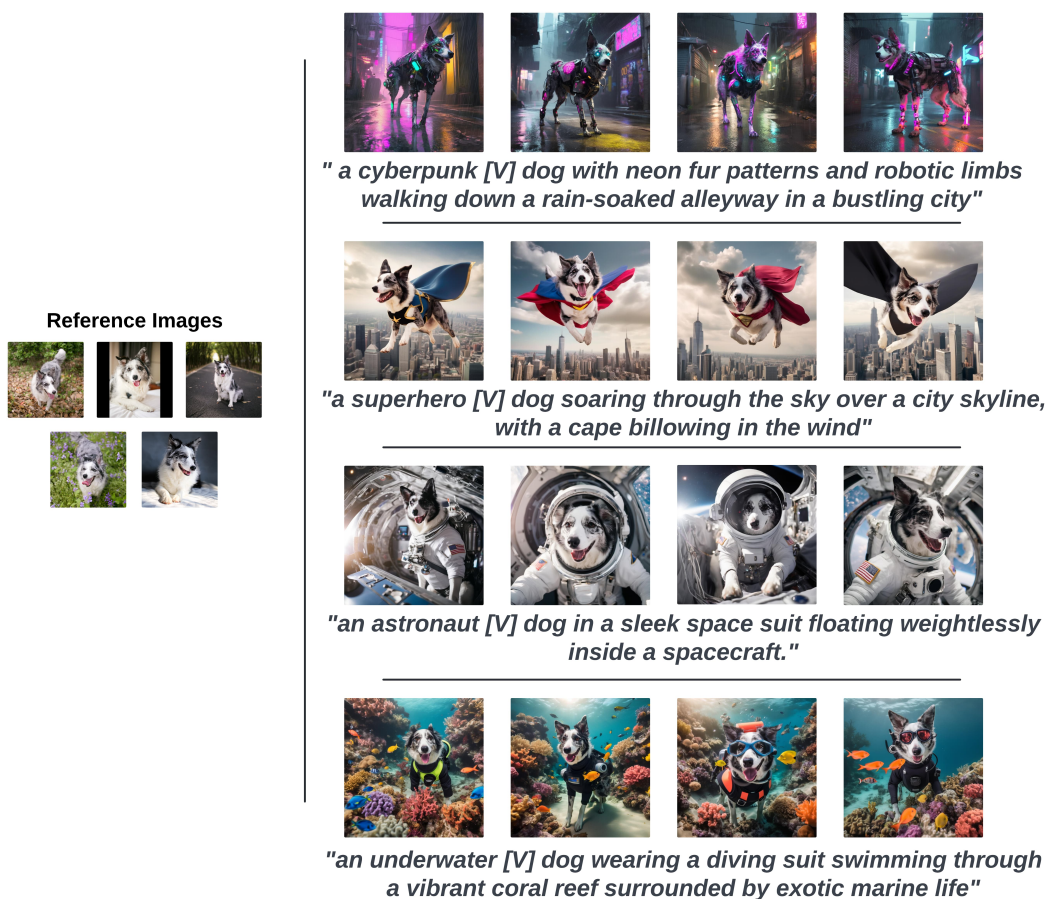 Reference Images
" a cyberpunk [V] dog with neon fur patterns and robotic limbs
walking down a rain-soaked alleyway in a bustling city"
"a superhero [V] dog soaring through the sky over a city skyline,
with a cape billowing in the wind"
"an astronaut [V] dog in a sleek space suit floating weightlessly
inside a spacecraft."
"an underwater [V] dog wearing a diving suit swimming through
a vibrant coral reef surrounded by exotic marine life"